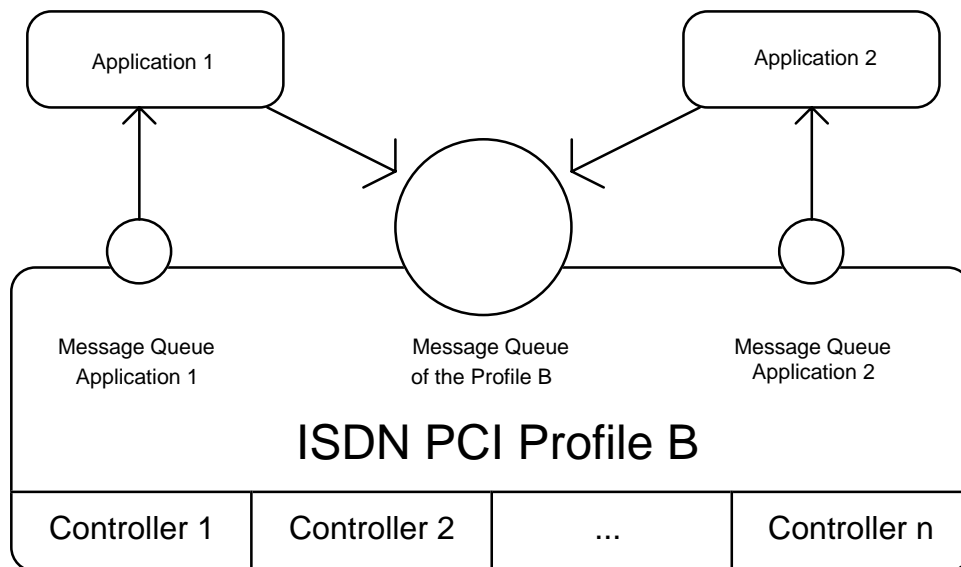 Application 1
Application 2
Message Queue
Application 1
Message Queue
of the Profile B
Message Queue
Application 2
ISDN PCI Profile B
Controller 1
Controller 2
...
Controller n